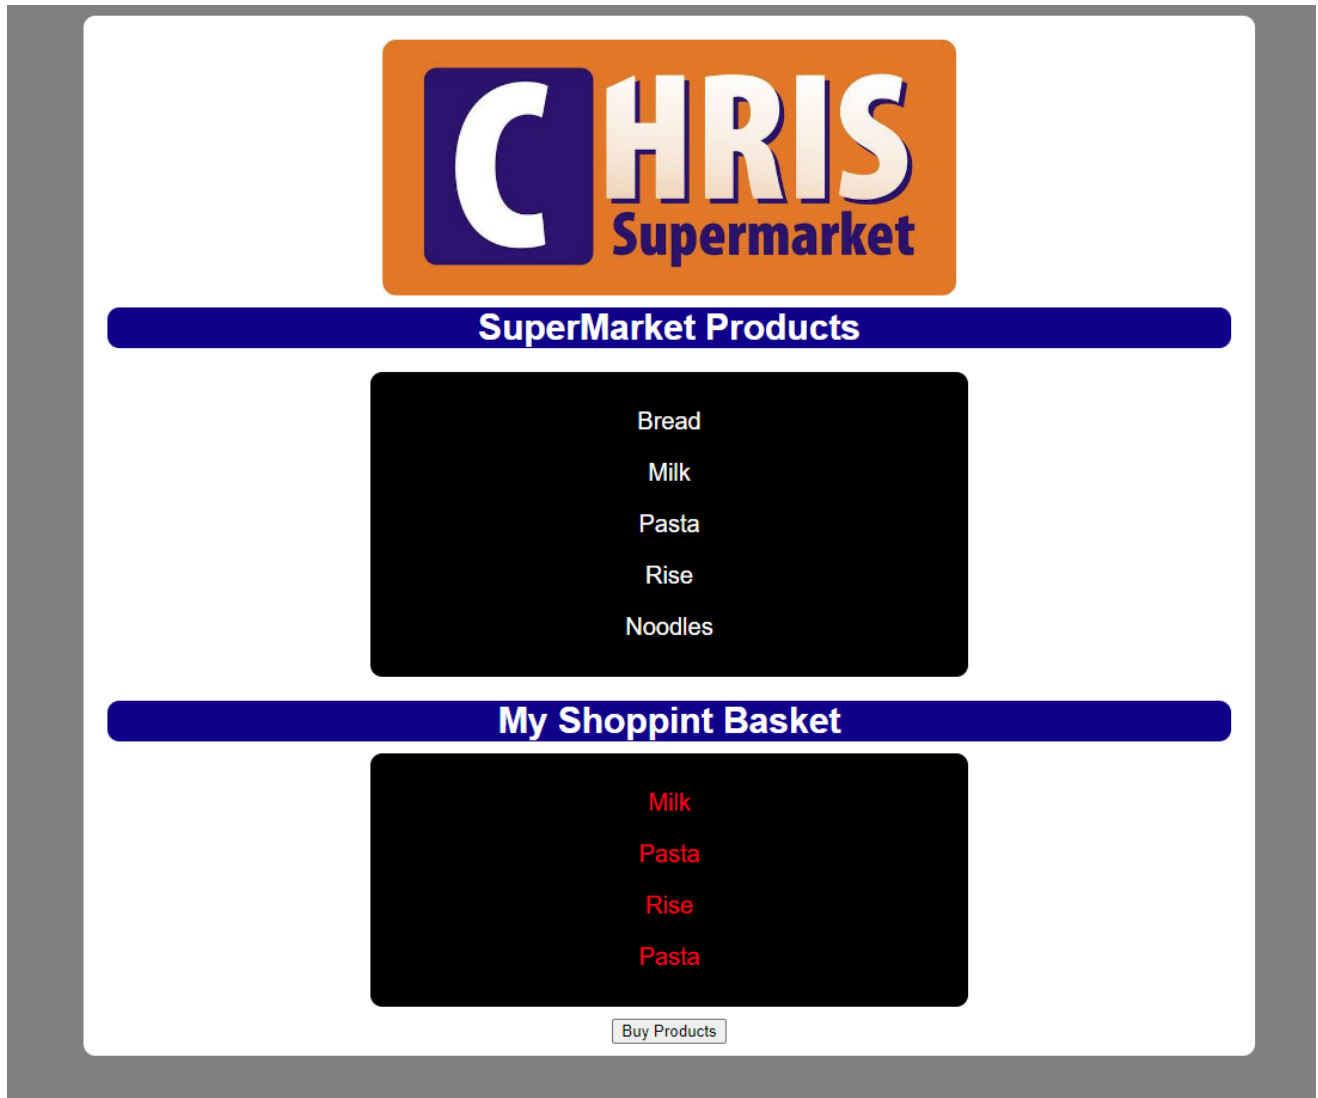 CHRIS
Supermarket
SuperMarket Products
Bread
Milk
Pasta
Rise
Noodles
My Shoppint Basket
Milk
Pasta
Rise
Pasta
Buy Products